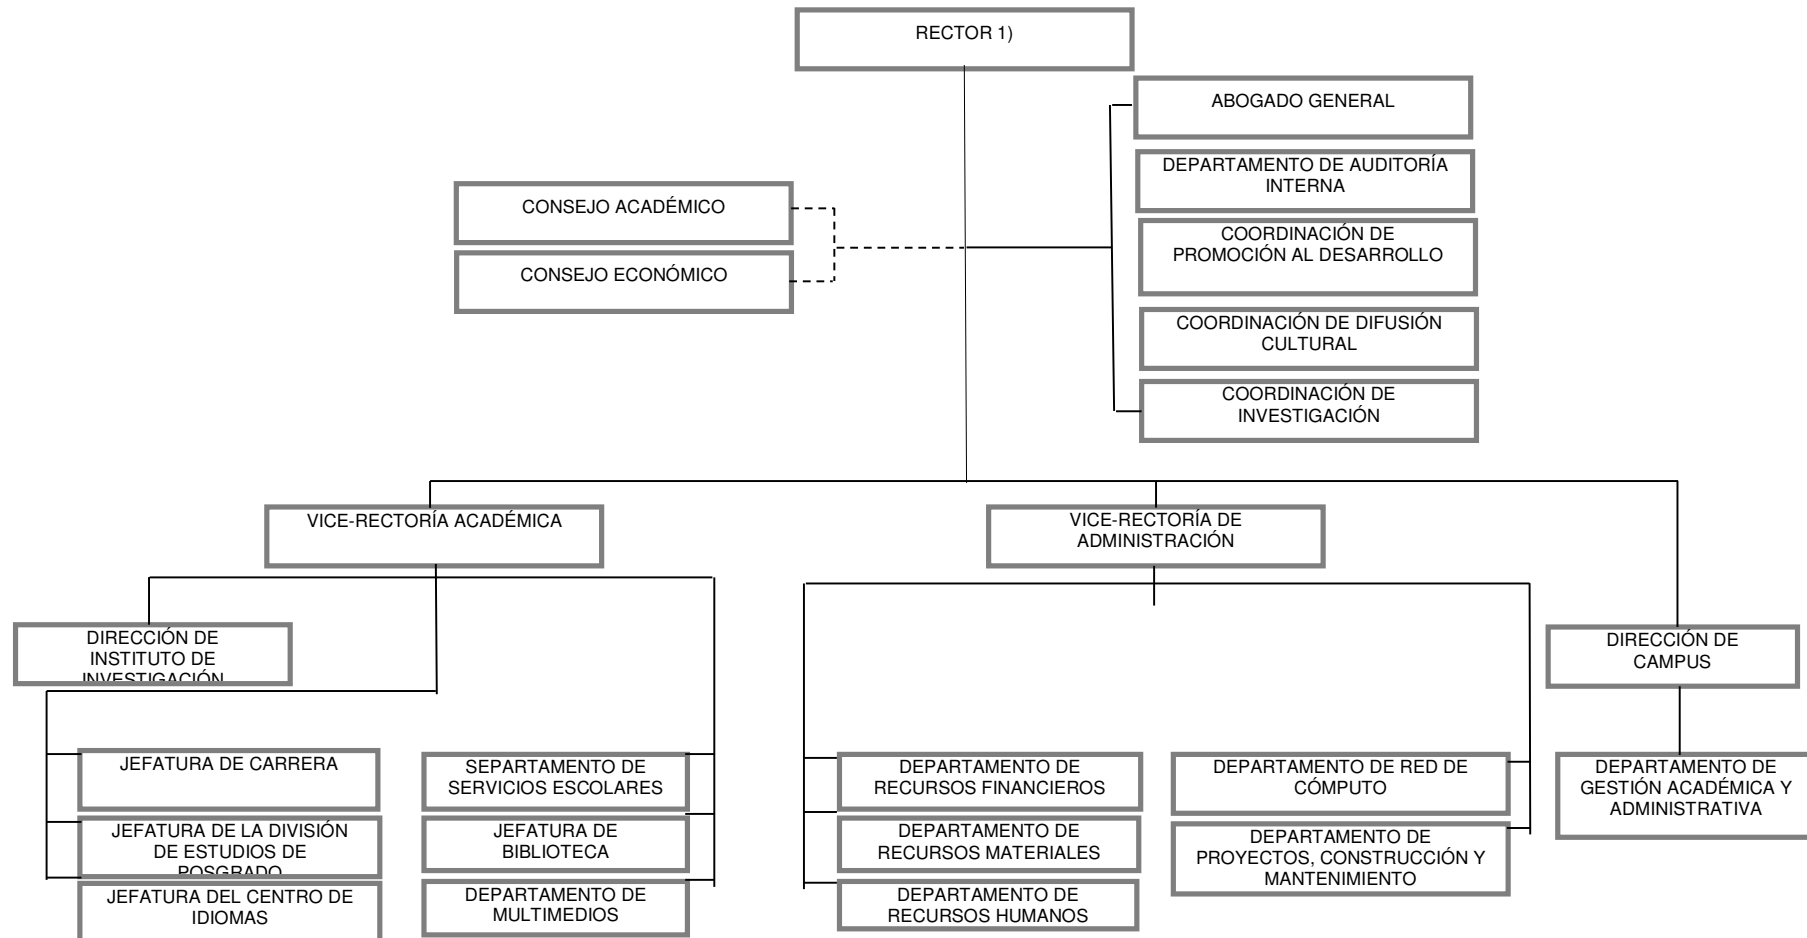 RECTOR 1)
ABOGADO GENERAL
DEPARTAMENTO DE AUDITORÍA
INTERNA
CONSEJO ACADÉMICO
COORDINACIÓN DE
PROMOCIÓN AL DESARROLLO
CONSEJO ECONÓMICO
COORDINACIÓN DE DIFUSIÓN
CULTURAL
COORDINACIÓN DE
INVESTIGACIÓN
VICE-RECTORÍA ACADÉMICA
VICE-RECTORÍA DE
ADMINISTRACIÓN
DIRECCIÓN DE
INSTITUTO DE
INVESTIGACIÓN
DIRECCIÓN DE
CAMPUS
JEFATURA DE CARRERA
JEFATURA DE LA DIVISIÓN
DE ESTUDIOS DE
POSGRADO
JEFATURA DEL CENTRO DE
IDIOMAS
SEPARTAMENTO DE
SERVICIOS ESCOLARES
JEFATURA DE
BIBLIOTECA
DEPARTAMENTO DE
MULTIMEDIOS
DEPARTAMENTO DE
RECURSOS FINANCIEROS
DEPARTAMENTO DE
RECURSOS MATERIALES
DEPARTAMENTO DE
RECURSOS HUMANOS
DEPARTAMENTO DE RED DE
CÓMPUTO
DEPARTAMENTO DE
PROYECTOS, CONSTRUCCIÓN Y
MANTENIMIENTO
DEPARTAMENTO DE
GESTIÓN ACADÉMICA Y
ADMINISTRATIVA